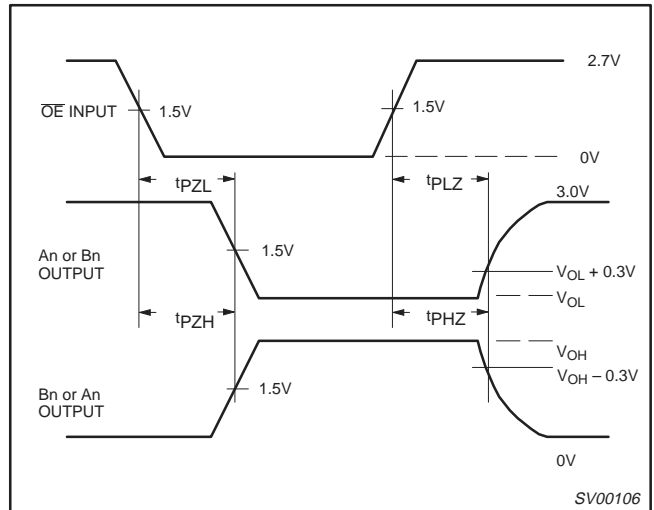 2.7V
OE INPUT
1.5V
1.5V
0V
tPZL
tPLZ
3.0V
An or Bn
OUTPUT
1.5V
VOL + 0.3V
VOL
tPZH
tPHZ
VOH
VOH – 0.3V
Bn or An
OUTPUT
1.5V
0V
SV00106